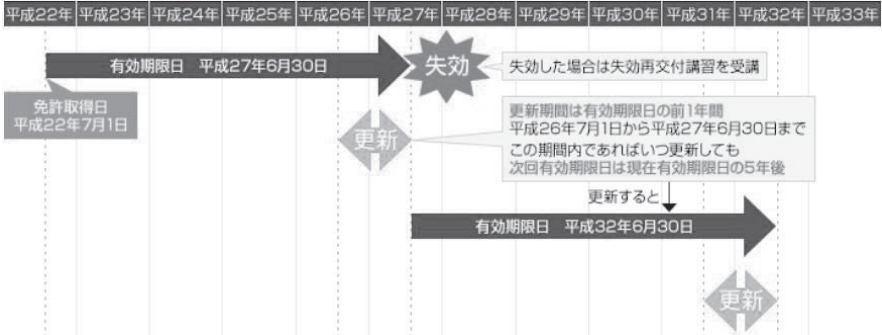 平成22年 平成23年 平成24年 平成25年 平成26年 平成27年 平成28年 平成29年 平成30年 平成31年 平成32年 平成33年
有効期限日 平成27年6月30日
失効
失効した場合は失効再交付講習を受講
免許取得日
平成22年7月1日
更新
更新期間は有効期限日の前1年間
平成26年7月1日から平成27年6月30日まで
この期間内であればいつ更新しても
次回有効期限日は現在有効期限日の5年後
更新すると
有効期限日 平成32年6月30日
更新